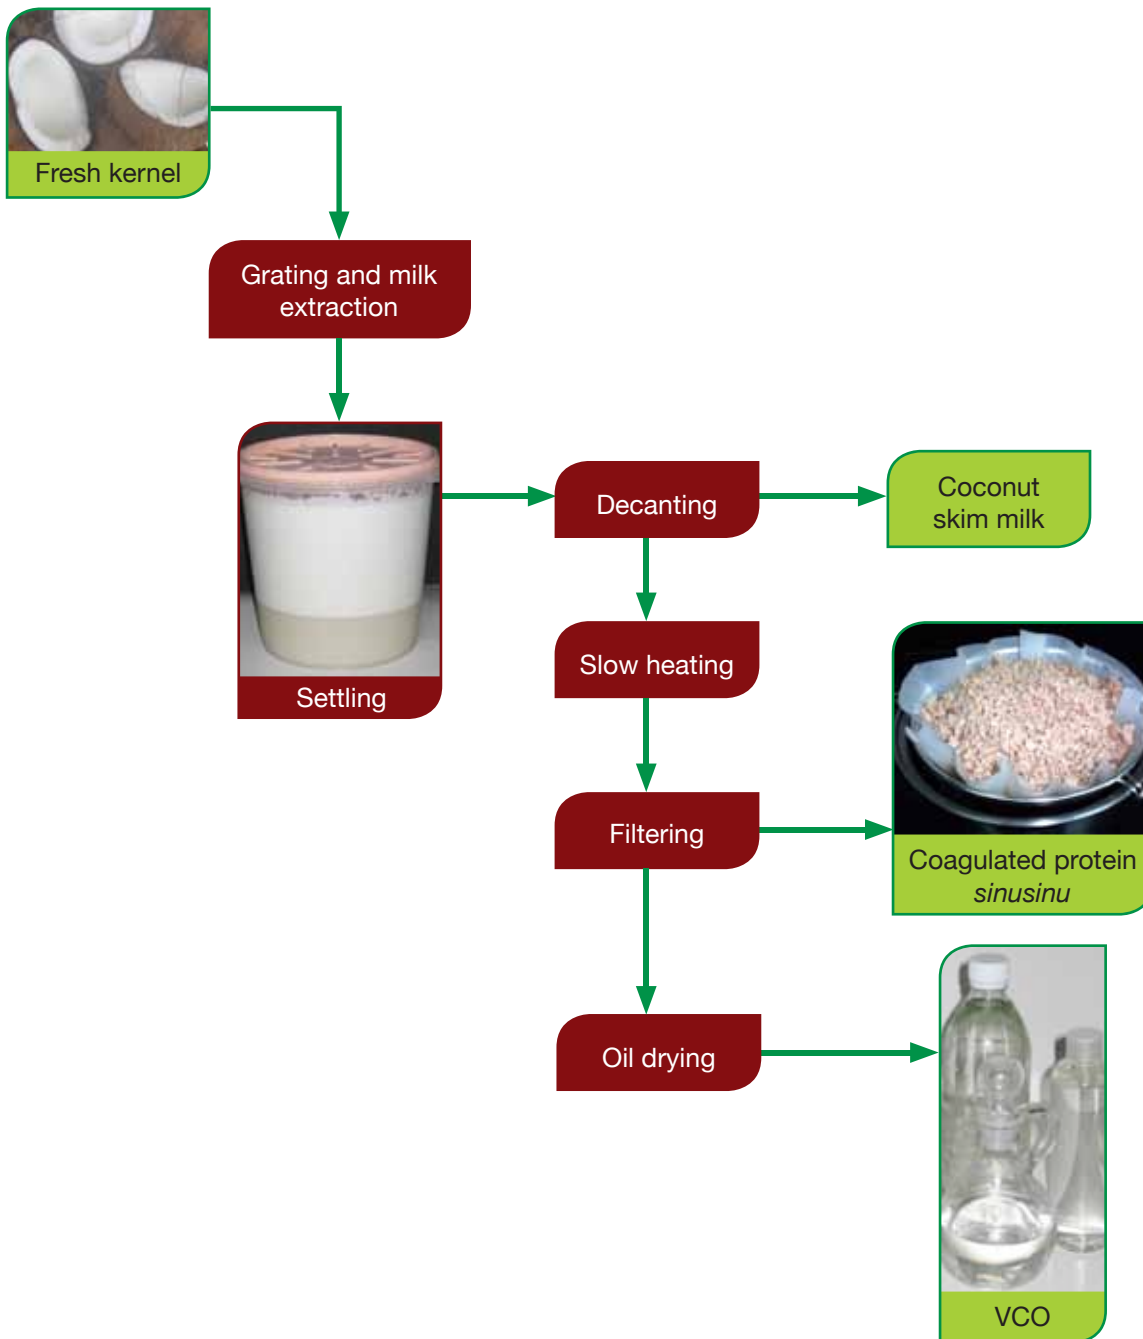 Fresh kernel
Grating and milk
extraction
Settling
Decanting
Coconut
skim milk
Slow heating
Filtering
Coagulated protein
sinusinu
Oil drying
VCO